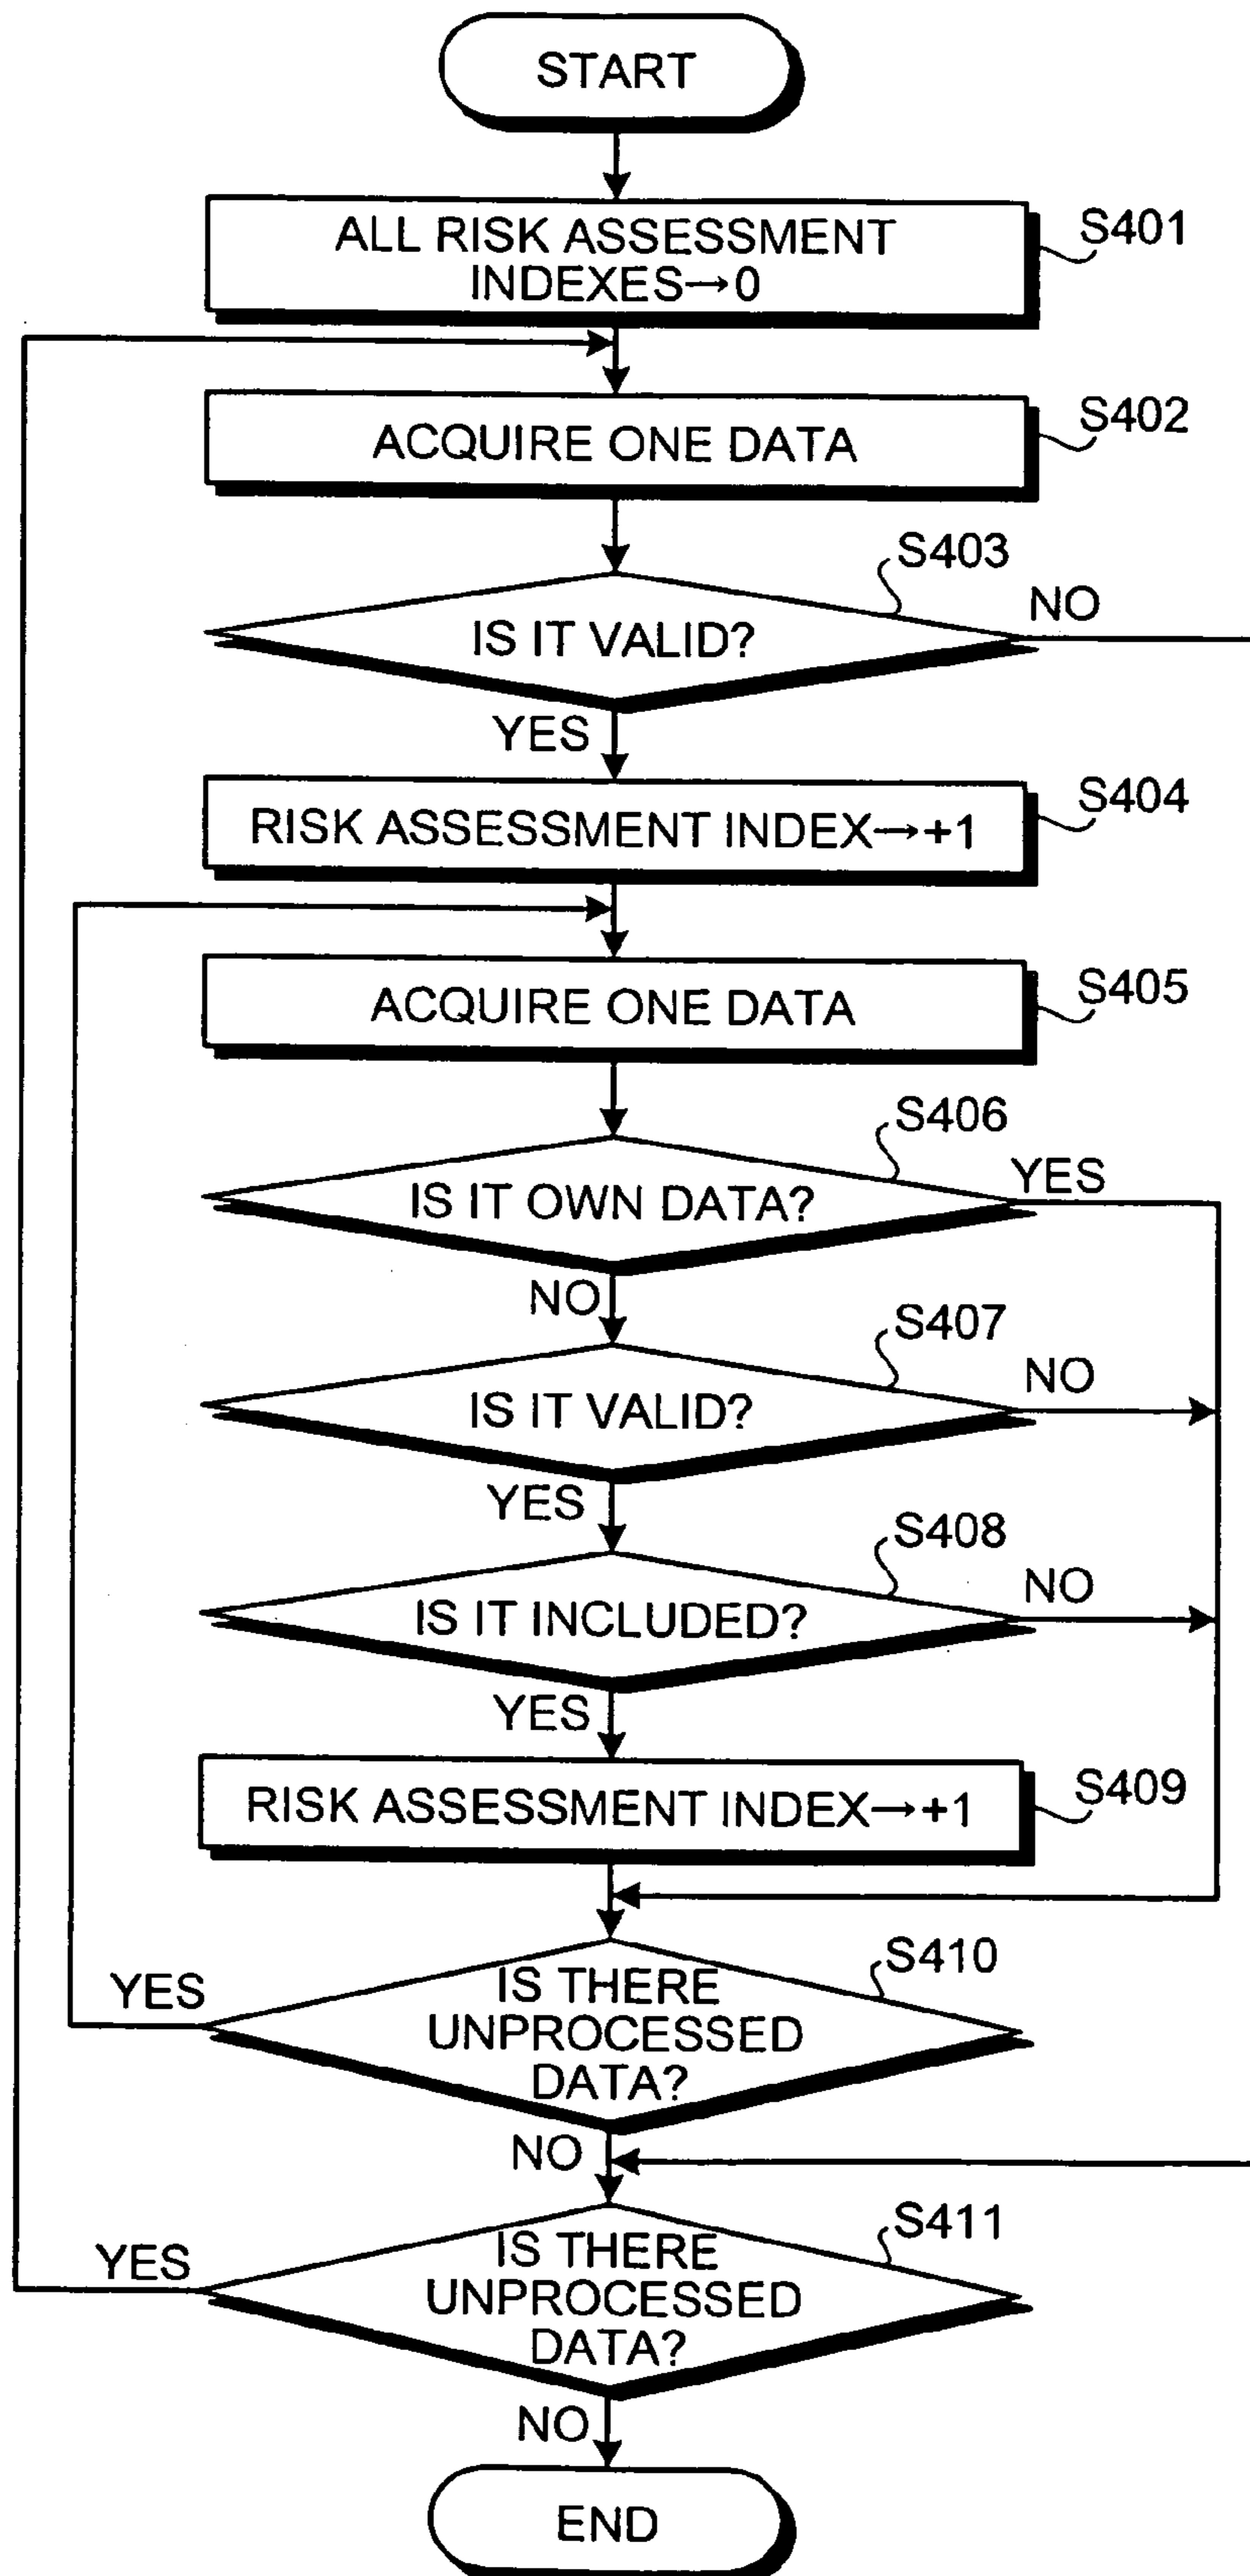 START
ALL RISK ASSESSMENT
INDEXES→0
S401
ACQUIRE ONE DATA
S402
S403
IS IT VALID?
NO
YES
RISK ASSESSMENT INDEX→+1
S404
ACQUIRE ONE DATA
S405
S406
IS IT OWN DATA?
YES
NO
S407
IS IT VALID?
NO
YES
S408
IS IT INCLUDED?
NO
YES
RISK ASSESSMENT INDEX→+1
S409
S410
YES
IS THERE
UNPROCESSED
DATA?
NO
S411
YES
IS THERE
UNPROCESSED
DATA?
NO
END